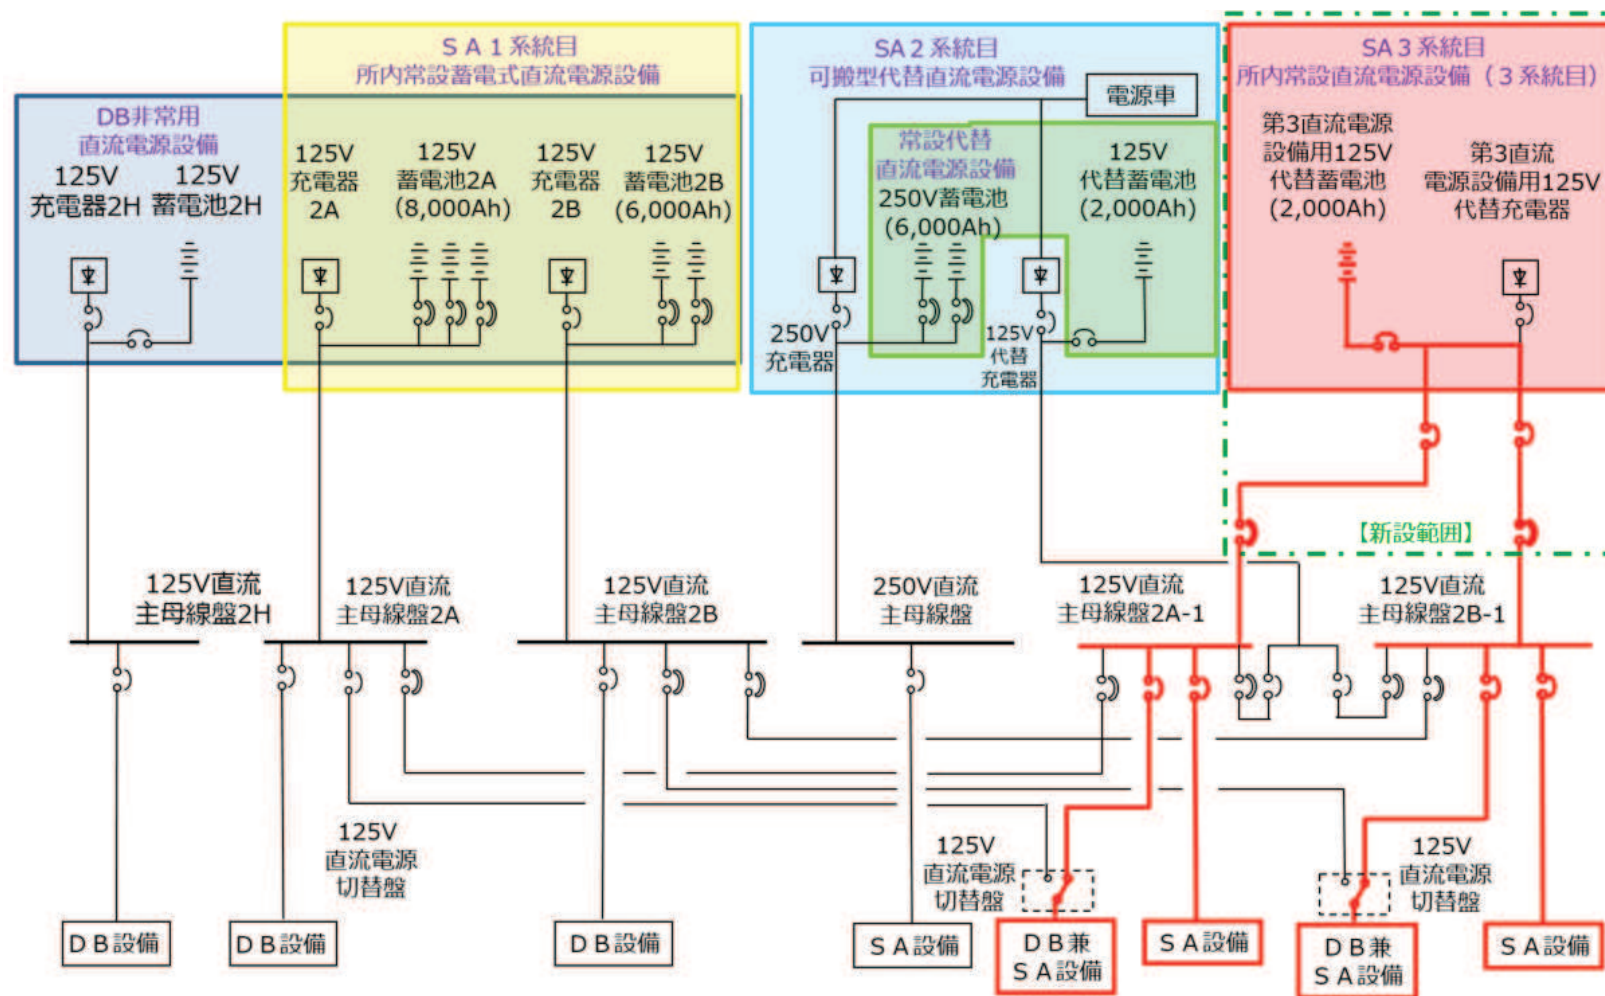 ＳＡ１系統目
所内常設蓄電式直流電源設備
SA２系統目
可搬型代替直流電源設備
SA３系統目
所内常設直流電源設備（３系統目）
DB非常用
直流電源設備
125V
充電器2H
125V
蓄電池2H
125V
充電器
2A
125V
蓄電池2A
(8,000Ah)
125V
充電器
2B
125V
蓄電池2B
(6,000Ah)
電源車
常設代替
直流電源設備
250V蓄電池
(6,000Ah)
125V
代替蓄電池
(2,000Ah)
250V
充電器
125V
代替
充電器
第3直流電源
設備用125V
代替蓄電池
(2,000Ah)
第3直流
電源設備用125V
代替充電器
【新設範囲】
125V直流
主母線盤2H
125V直流
主母線盤2A
125V直流
主母線盤2B
250V直流
主母線盤
125V直流
主母線盤2A-1
125V直流
主母線盤2B-1
125V
直流電源
切替盤
125V
直流電源
切替盤
125V
直流電源
切替盤
ＤＢ設備
ＤＢ設備
ＤＢ設備
ＳＡ設備
ＤＢ兼
ＳＡ設備
ＳＡ設備
ＤＢ兼
ＳＡ設備
ＳＡ設備